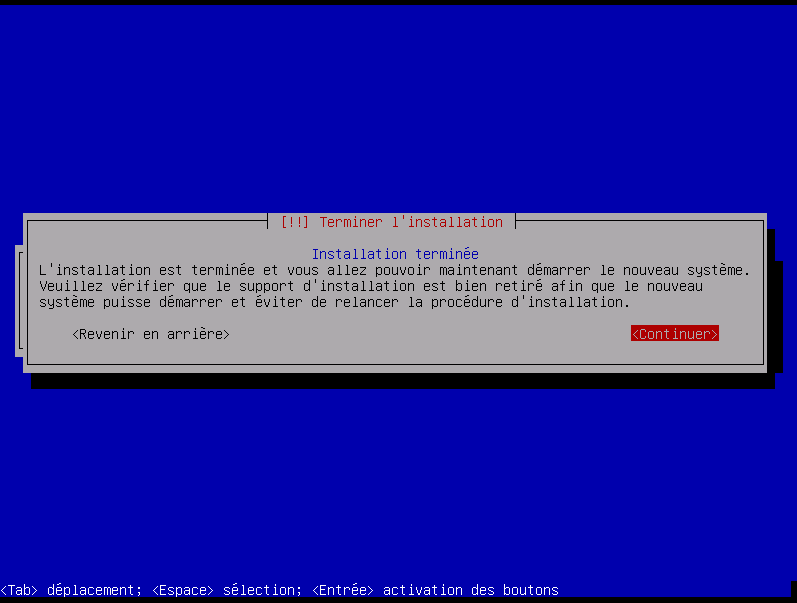 [!!] Terminer l'installation
Installation terminée
L'installation est terminée et vous allez pouvoir maintenant démarrer le nouveau système.
Veuillez vérifier que le support d'installation est bien retiré afin que le nouveau
système puisse démarrer et éviter de relancer la procédure d'installation.
<Revenir en arrière> <Continuer>
<Tab> déplacement; <Espace> sélection; <Entrée> activation des boutons